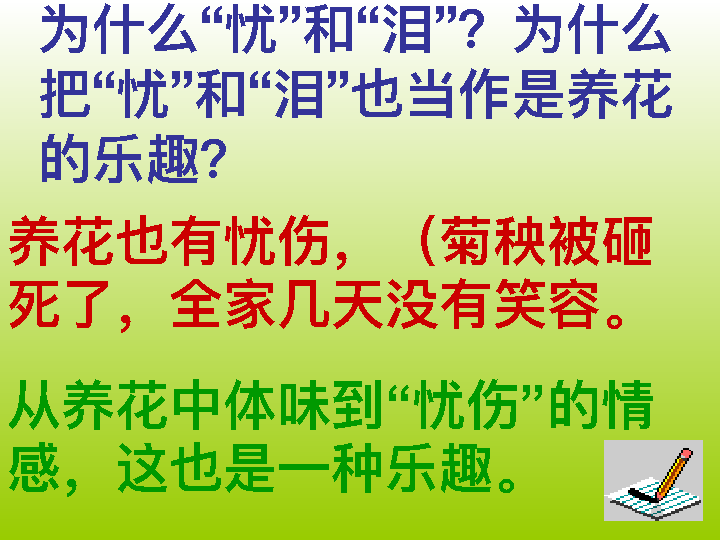 为什么“忧”和“泪”？为什么
把“忧”和“泪”也当作是养花
的乐趣？
养花也有忧伤，（菊秧被砸
死了，全家几天没有笑容。
从养花中体味到“忧伤”的情
感，这也是一种乐趣。